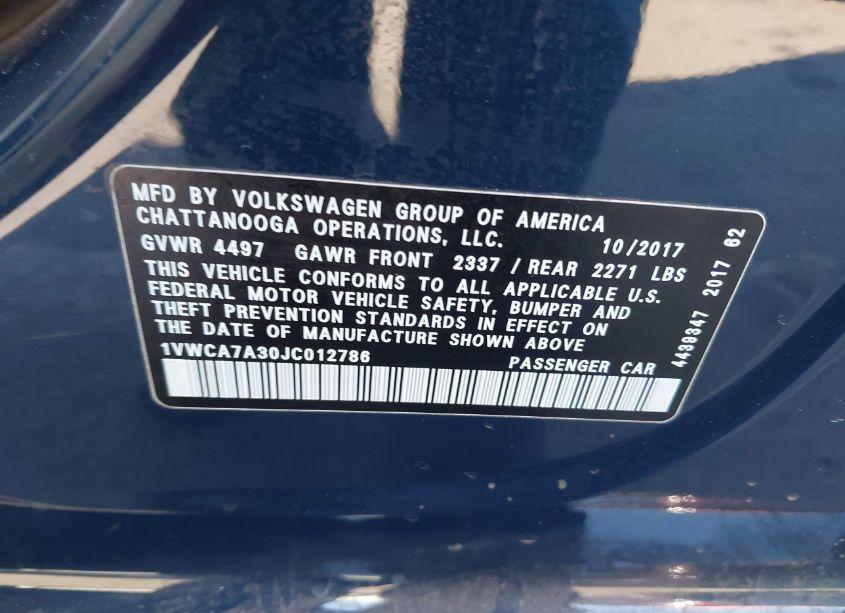 MFD BY VOLKSWAGEN GROUP OF AMERICA
CHATTANOOGA OPERATIONS, LLC. 10/2017
GVWR 4497 GAWR FRONT 2337 / REAR 2271 LBS
THIS VEHICLE CONFORMS TO ALL APPLICABLE U.S.
FEDERAL MOTOR VEHICLE SAFETY, BUMPER AND
THEFT PREVENTION STANDARDS IN EFFECT ON
THE DATE OF MANUFACTURE SHOWN ABOVE
1VWCA7A30JC012786 PASSENGER CAR
4439347 2017 62